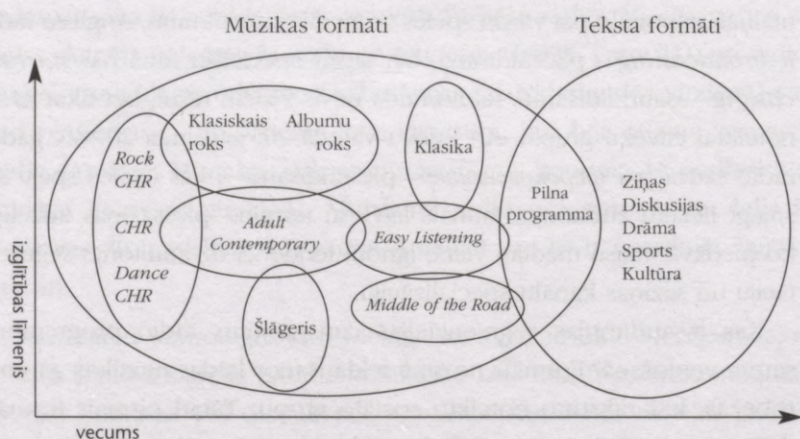 Mūzikas formāti
Teksta formāti
Klasiskais
roks
Albumu
roks
Klasika
Rock
CHR
CHR
Dance
CHR
Adult
Contemporary
Easy Listening
Pilna
programma
Ziņas
Diskusijas
Drāma
Sports
Kultūra
Middle of the Road
Šlāgeris
izglītības līmenis
vecums